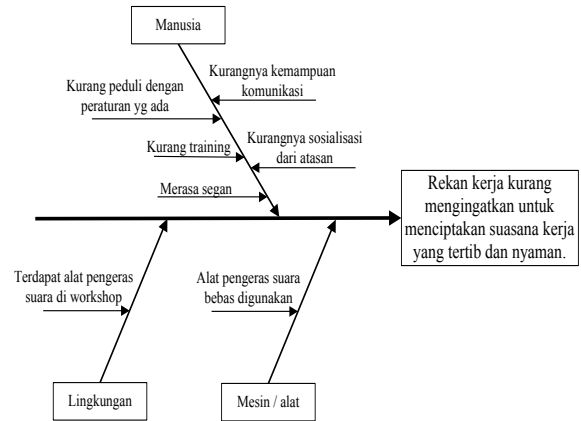 Manusia
Kurangnya kemampuan
komunikasi
Kurang peduli dengan
peraturan yg ada
Kurangnya sosialisasi
dari atasan
Kurang training
Merasa segan
Rekan kerja kurang
mengingatkan untuk
menciptakan suasana kerja
yang tertib dan nyaman.
Terdapat alat pengeras
suara di workshop
Alat pengeras suara
bebas digunakan
Lingkungan
Mesin / alat